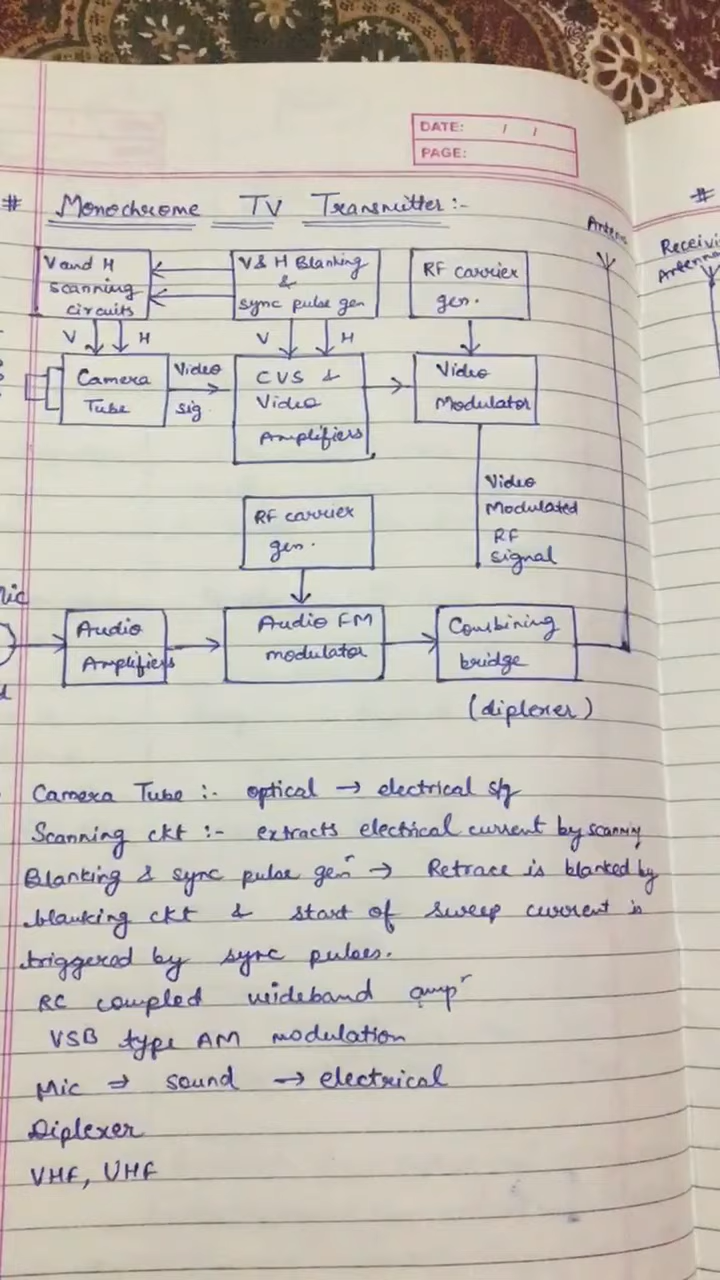 DATE: / /
PAGE:
# Monochrome TV Transmitter :-
Antenna
#
Receivi
Antenna
V and H
scanning
circuits
V&H Blanking
&
sync pulse gen
RF carrier
gen.
V H
V H
Camera
Tube
Video
sig.
CVS &
Video
Amplifiers
Video
Modulator
Video
Modulated
RF
signal
RF carrier
gen.
Mic
Audio
Amplifiers
Audio FM
modulator
Combining
bridge
(diplexer)
Camera Tube :- optical → electrical sig
Scanning ckt :- extracts electrical current by scanning
Blanking & sync pulse genr → Retrace is blanked by
blanking ckt & start of sweep current is
triggered by sync pulses.
RC coupled wideband ampr
VSB type AM modulation
Mic ⇒ sound → electrical
Diplexer
VHF, UHF